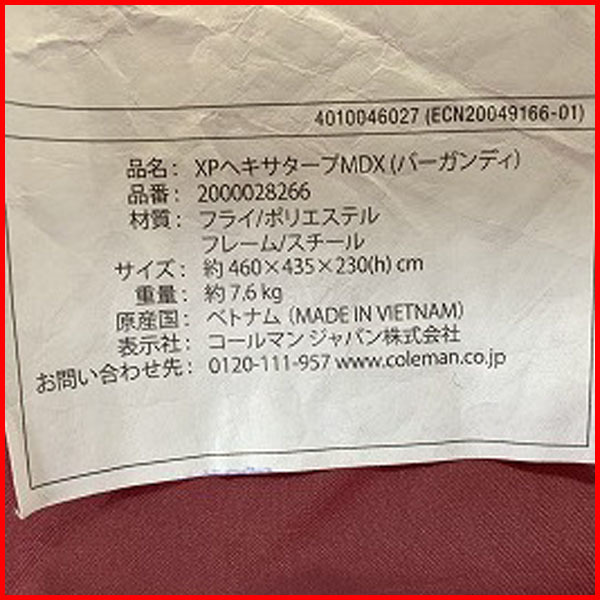 4010046027 (ECN20049166-01)
品名： XPヘキサタープMDX (バーガンディ)
品番： 2000028266
材質： フライ/ポリエステル
フレーム/スチール
サイズ： 約 460×435×230(h) cm
重量： 約 7.6 kg
原産国： ベトナム (MADE IN VIETNAM)
表示社： コールマン ジャパン株式会社
お問い合わせ先： 0120-111-957 www.coleman.co.jp